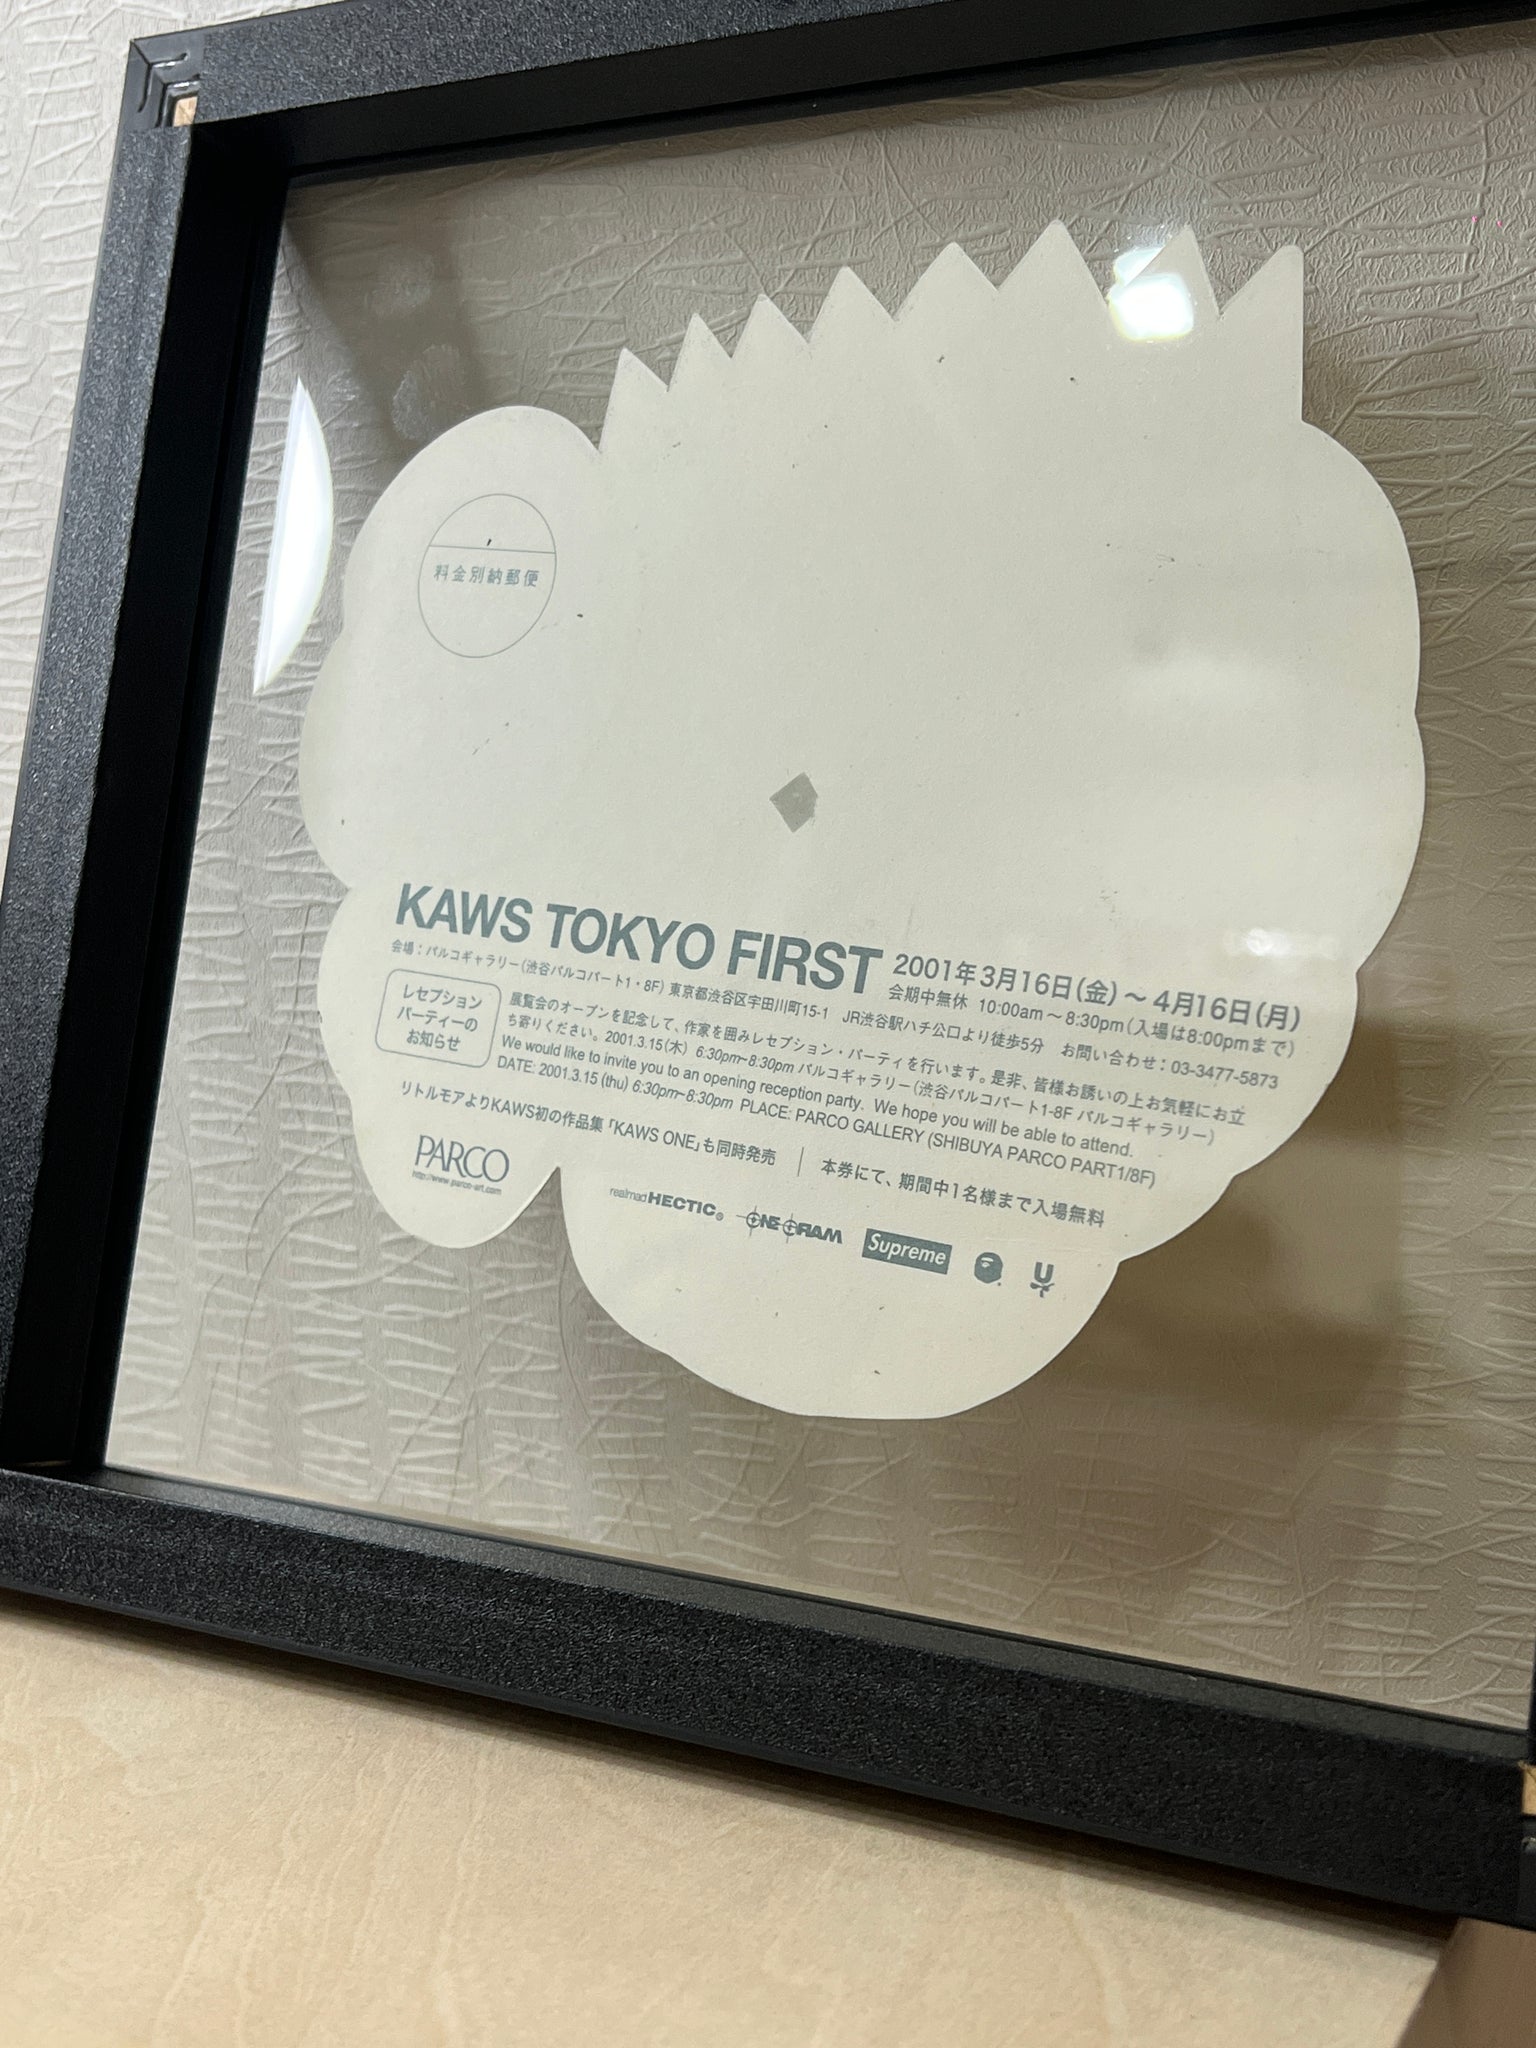 料金別納郵便
KAWS TOKYO FIRST 2001年3月16日(金)〜4月16日(月)
会期中無休 10:00am〜8:30pm(入場は8:00pmまで)
会場：パルコギャラリー(渋谷パルコパート1・8F) 東京都渋谷区宇田川町15-1 JR渋谷駅ハチ公口より徒歩5分 お問い合わせ：03-3477-5873
レセプション
パーティーの
お知らせ
展覧会のオープンを記念して、作家を囲みレセプション・パーティを行います。是非、皆様お誘いの上お気軽にお立
ち寄りください。2001.3.15(木) 6:30pm~8:30pm パルコギャラリー(渋谷パルコパート1-8F パルコギャラリー)
We would like to invite you to an opening reception party. We hope you will be able to attend.
DATE: 2001.3.15 (thu) 6:30pm~8:30pm PLACE: PARCO GALLERY (SHIBUYA PARCO PART1/8F)
リトルモアよりKAWS初の作品集「KAWS ONE」も同時発売 | 本券にて、期間中1名様まで入場無料
PARCO
http://www.parco-art.com
realmad HECTIC® ONE GRAM Supreme U